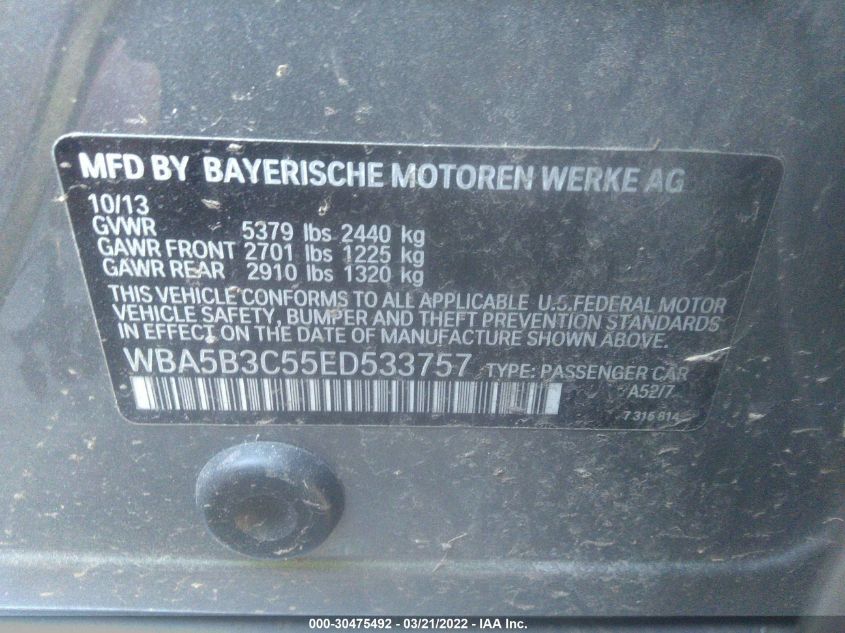 MFD BY BAYERISCHE MOTOREN WERKE AG
10/13
GVWR 5379 lbs 2440 kg
GAWR FRONT 2701 lbs 1225 kg
GAWR REAR 2910 lbs 1320 kg
THIS VEHICLE CONFORMS TO ALL APPLICABLE U.S.FEDERAL MOTOR
VEHICLE SAFETY, BUMPER AND THEFT PREVENTION STANDARDS
IN EFFECT ON THE DATE OF MANUFACTURE SHOWN ABOVE.
WBA5B3C55ED533757 TYPE: PASSENGER CAR
A52/7
7 316 814
000-30475492 - 03/21/2022 - IAA Inc.